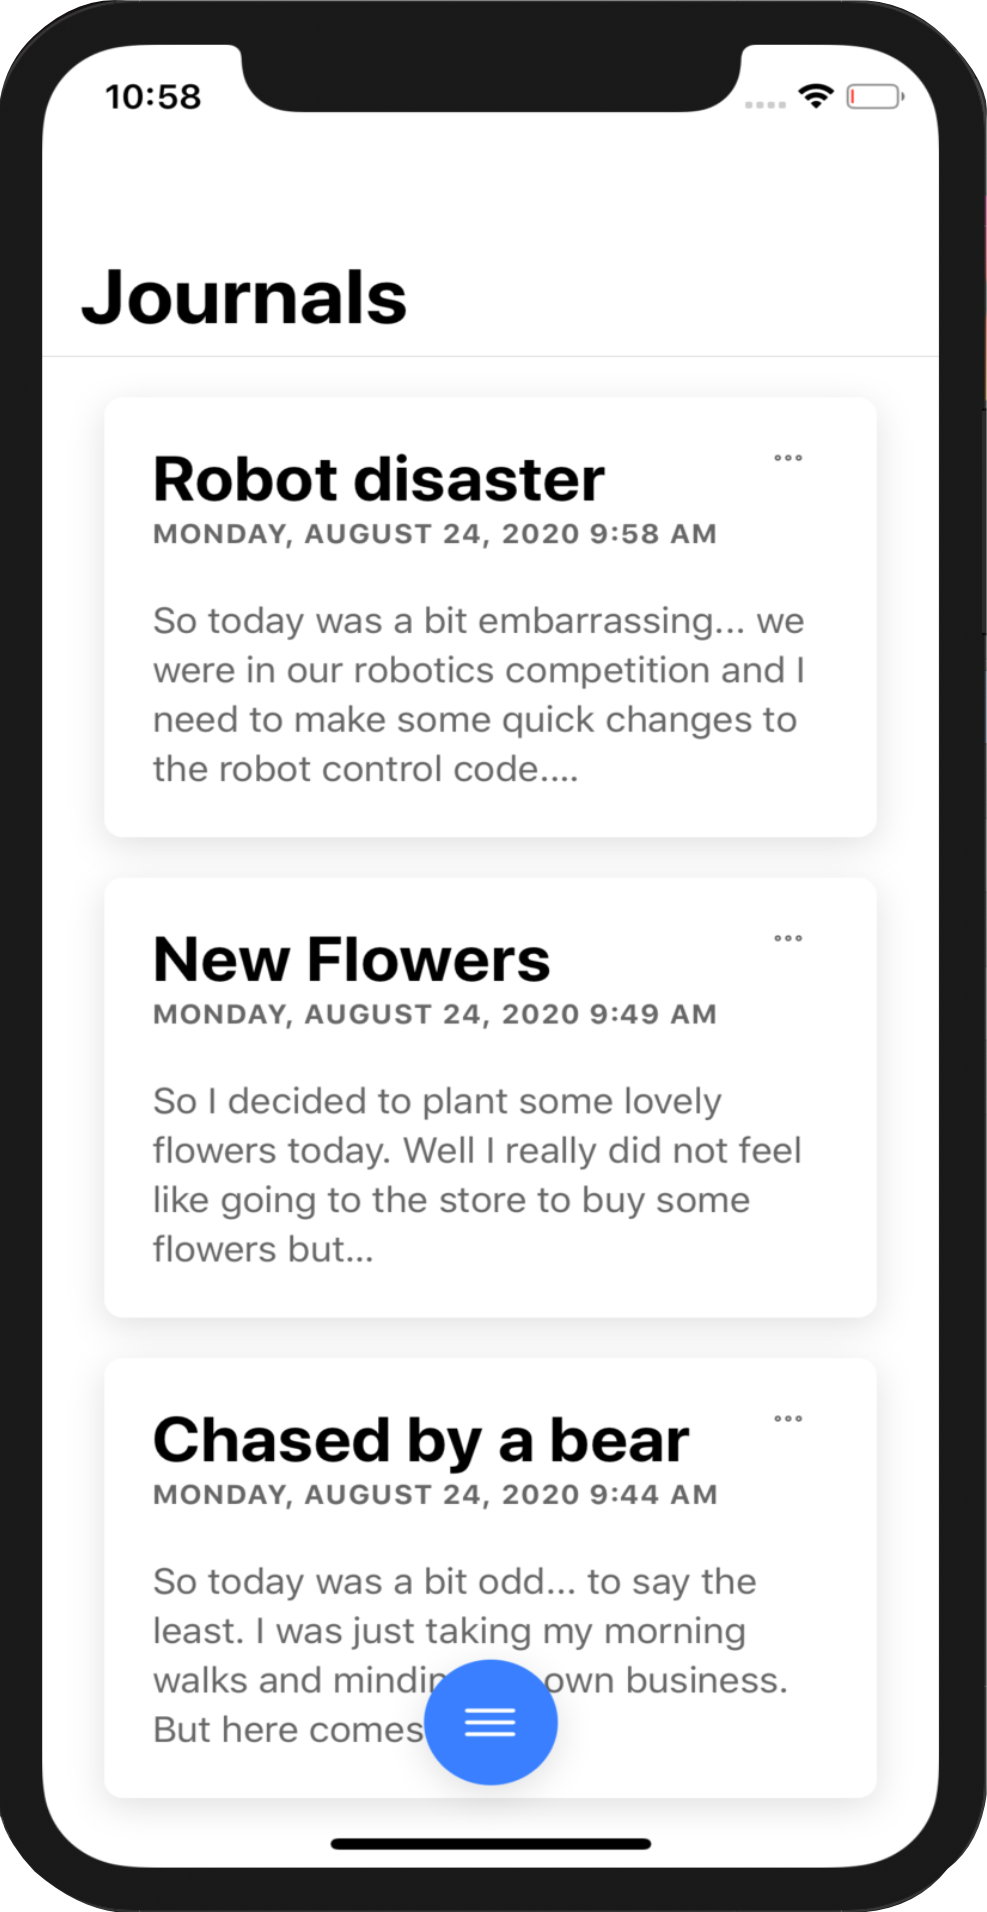 10:58
Journals
Robot disaster
MONDAY, AUGUST 24, 2020 9:58 AM
So today was a bit embarrassing... we
were in our robotics competition and I
need to make some quick changes to
the robot control code....
New Flowers
MONDAY, AUGUST 24, 2020 9:49 AM
So I decided to plant some lovely
flowers today. Well I really did not feel
like going to the store to buy some
flowers but...
Chased by a bear
MONDAY, AUGUST 24, 2020 9:44 AM
So today was a bit odd... to say the
least. I was just taking my morning
walks and own business.
But here comes